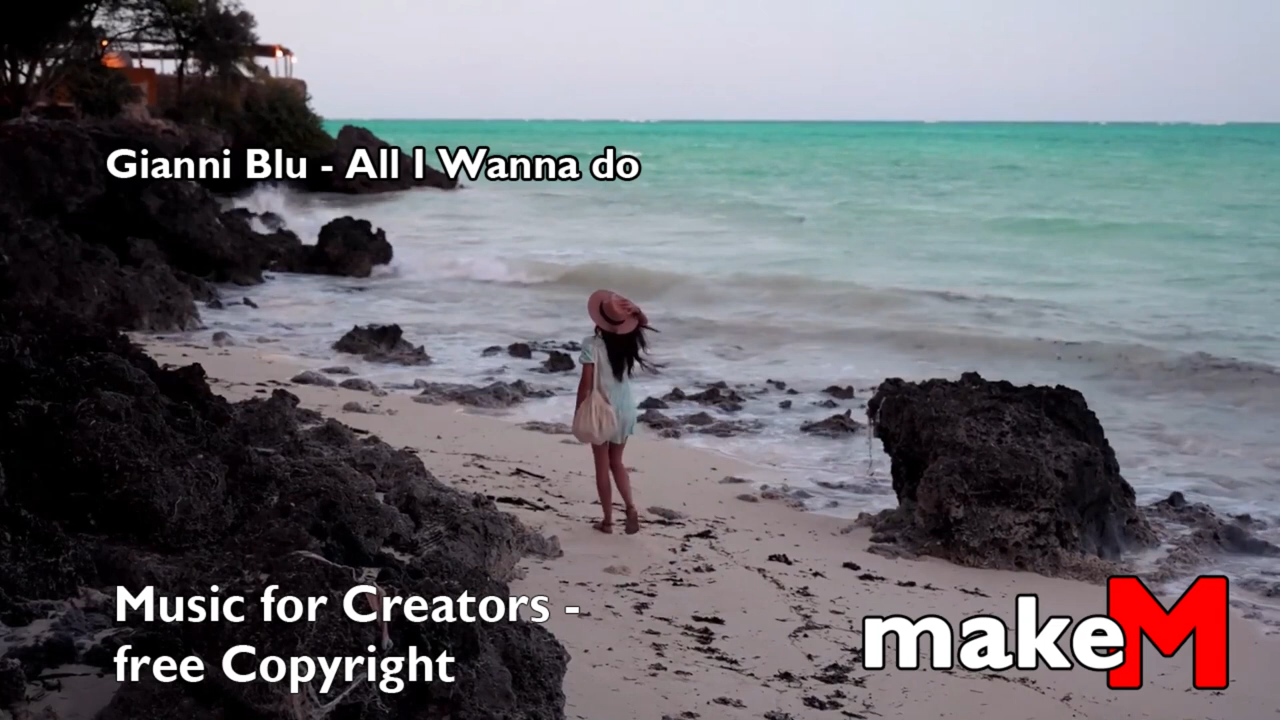 Gianni Blu - All I Wanna do
Music for Creators -
free Copyright
makeM